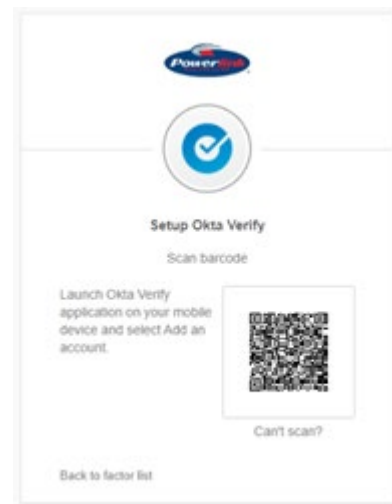 Powerlink
Setup Okta Verify
Scan barcode
Launch Okta Verify
application on your mobile
device and select Add an
account.
Can't scan?
Back to factor list